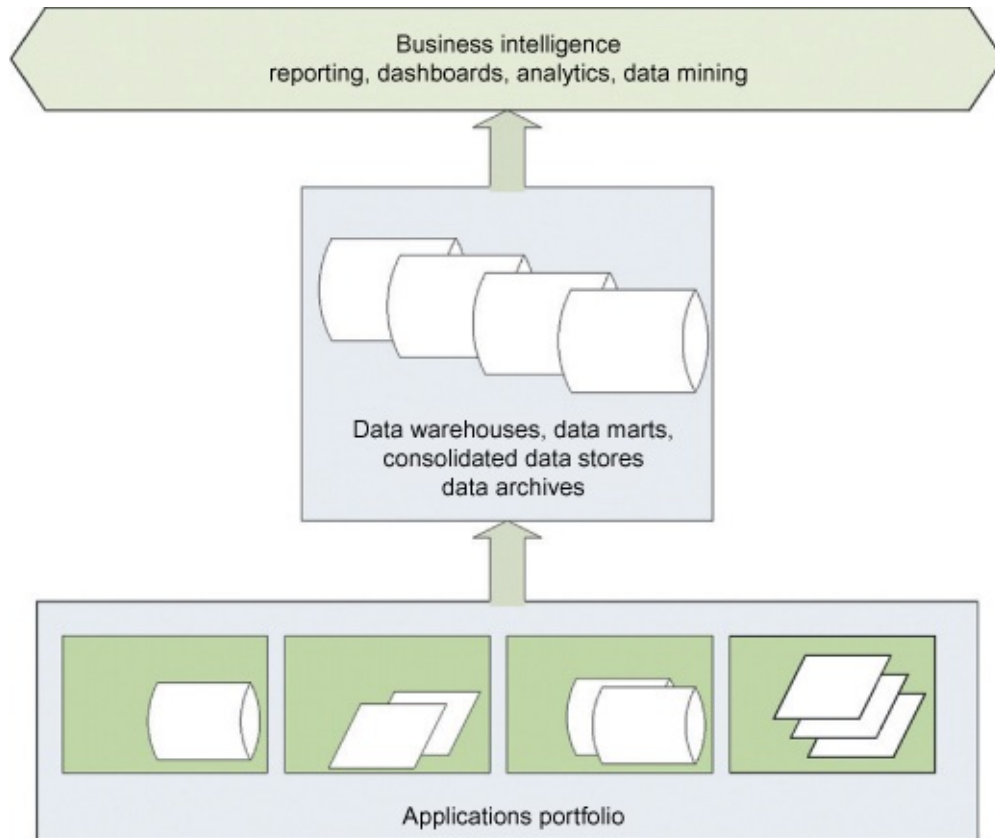 Business intelligence
reporting, dashboards, analytics, data mining
Data warehouses, data marts,
consolidated data stores
data archives
Applications portfolio